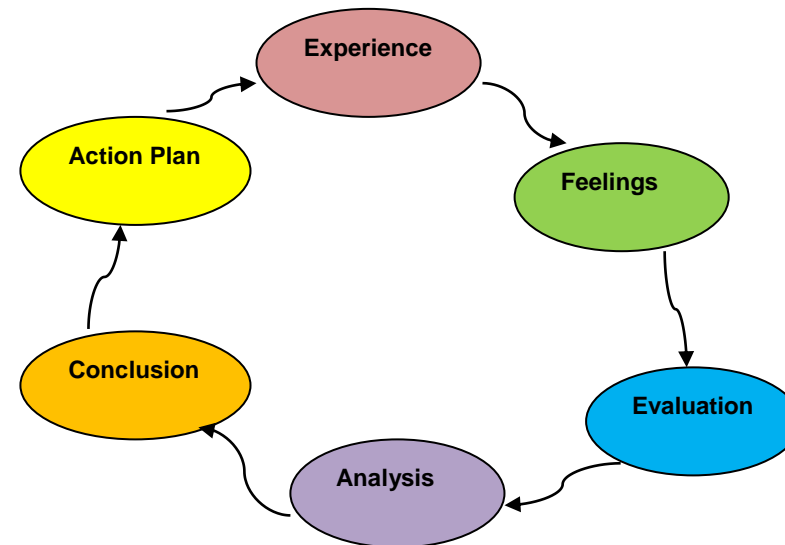 Experience
Feelings
Evaluation
Analysis
Conclusion
Action Plan